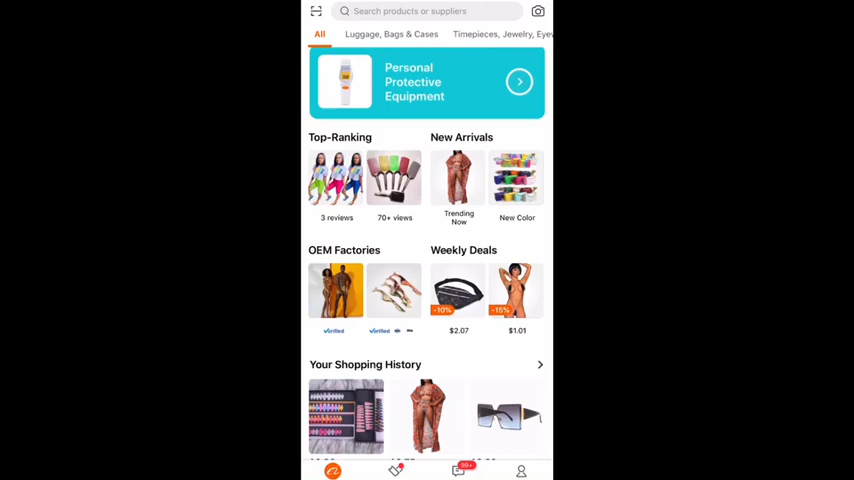 Search products or suppliers
All Luggage, Bags & Cases Timepieces, Jewelry, Eyew
Personal
Protective
Equipment
Top-Ranking New Arrivals
3 reviews 70+ views Trending
Now New Color
OEM Factories Weekly Deals
-10% -15%
Verified Verified $2.07 $1.01
Your Shopping History
99+